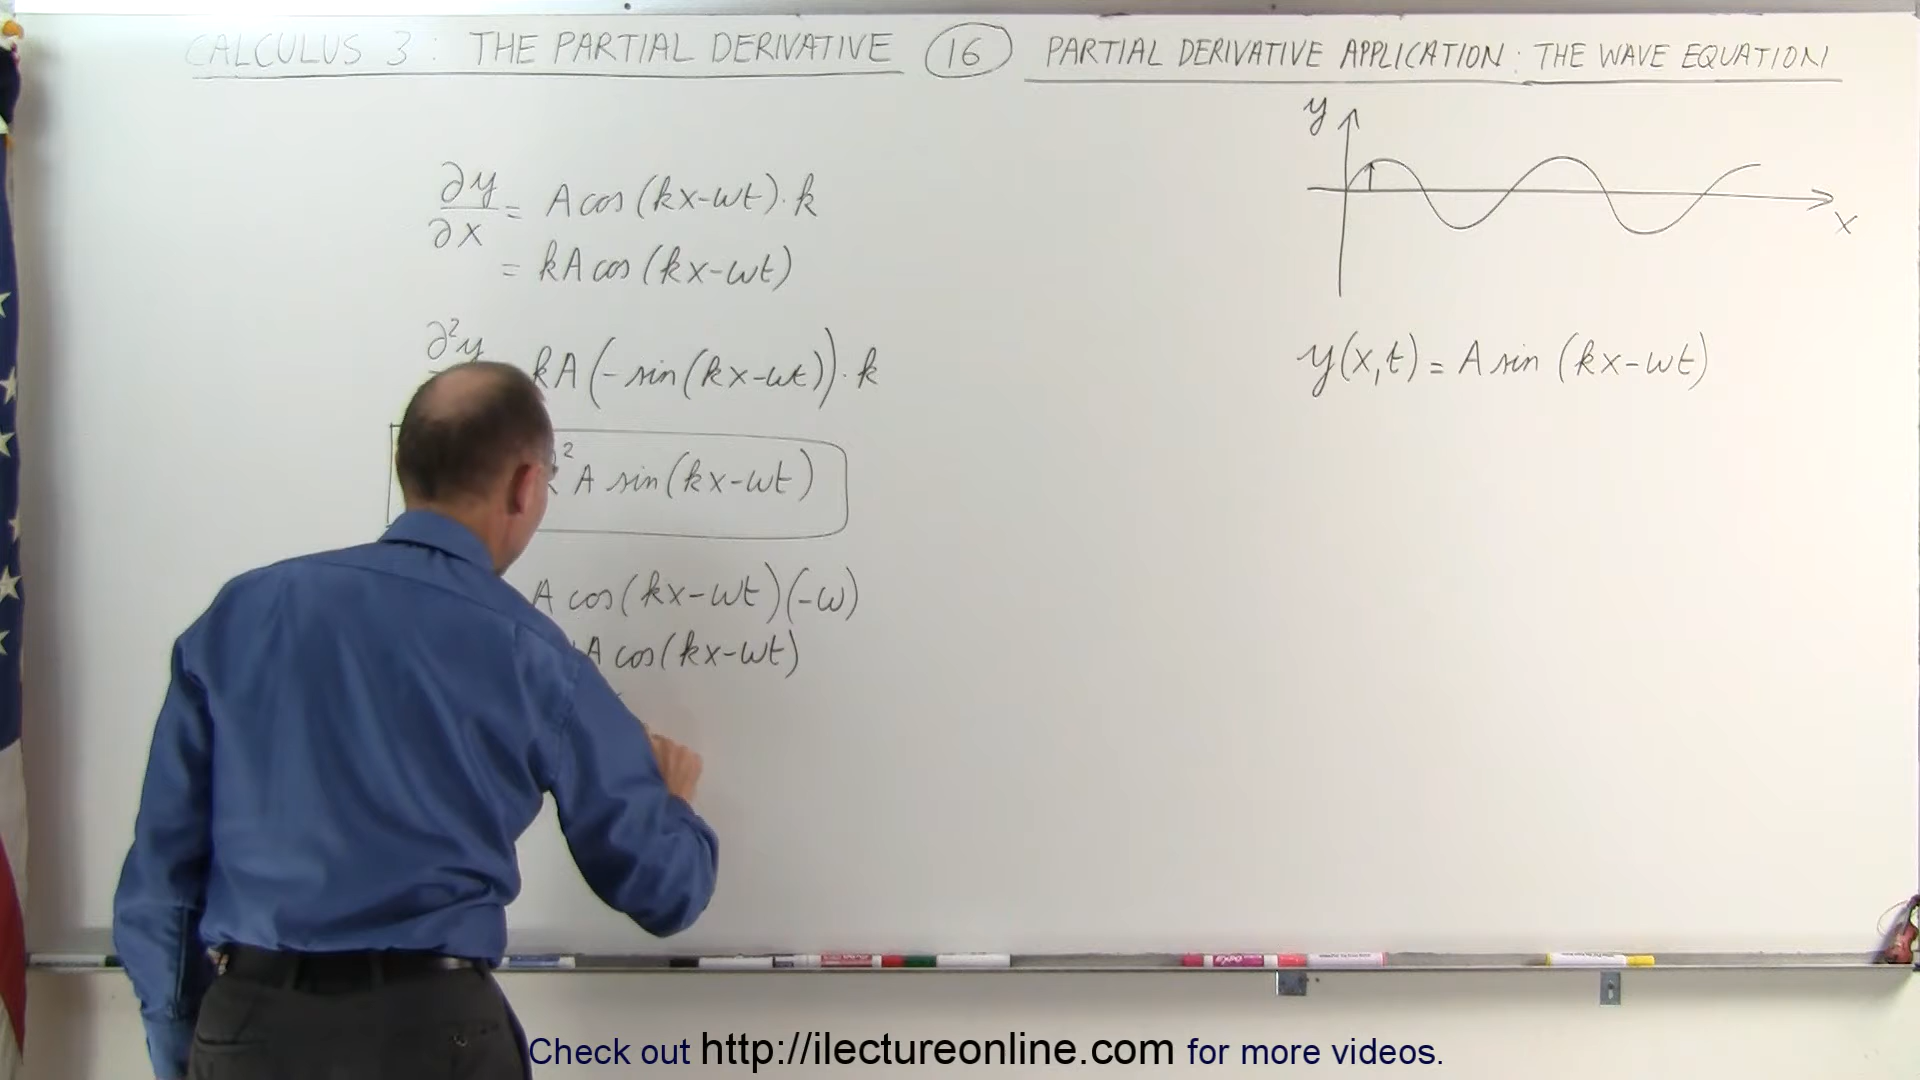 CALCULUS 3 : THE PARTIAL DERIVATIVE 16 PARTIAL DERIVATIVE APPLICATION : THE WAVE EQUATION
y
x
∂y/∂x = A cos (kx-ωt) · k
= kA cos (kx-ωt)
∂²y kA (- sin (kx-ωt)) · k
² A sin (kx-ωt)
A cos (kx-ωt) (-ω)
A cos (kx-ωt)
y(x,t) = A sin (kx-ωt)
Check out http://ilectureonline.com for more videos.